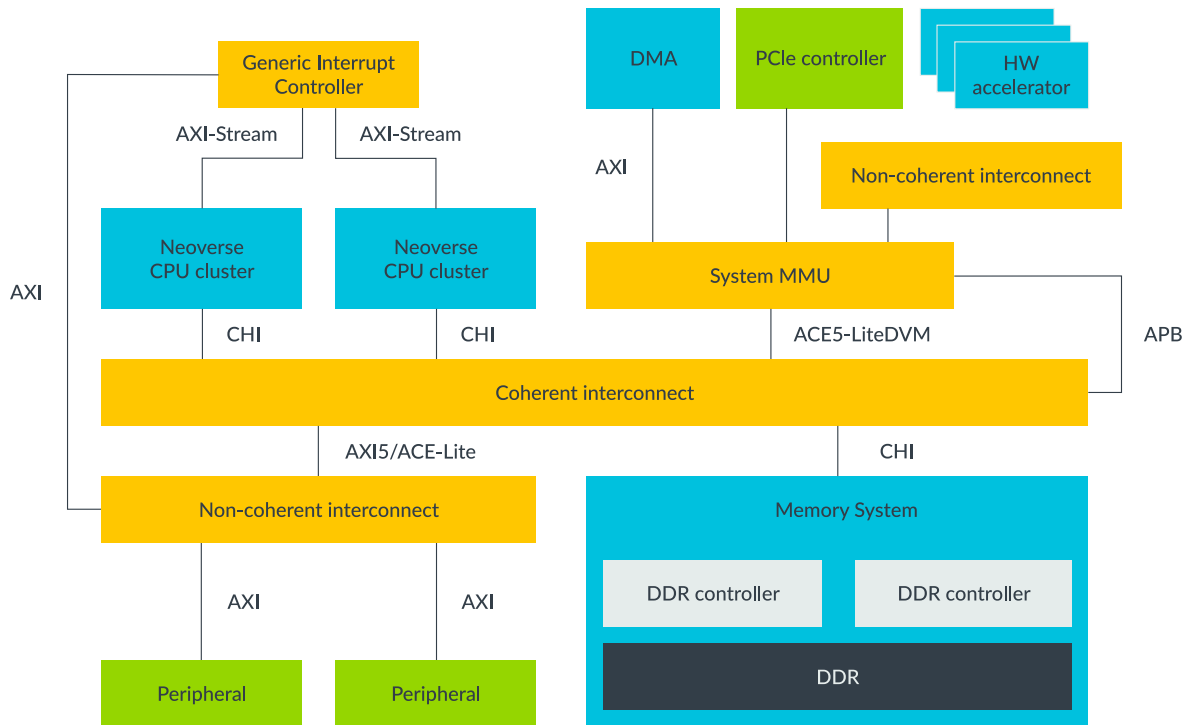 Generic Interrupt
Controller
DMA
PCIe controller
HW
accelerator
AXI-Stream
AXI-Stream
AXI
Non-coherent interconnect
Neoverse
CPU cluster
Neoverse
CPU cluster
System MMU
AXI
CHI
CHI
ACE5-LiteDVM
APB
Coherent interconnect
AXI5/ACE-Lite
CHI
Non-coherent interconnect
Memory System
AXI
AXI
DDR controller
DDR controller
Peripheral
Peripheral
DDR